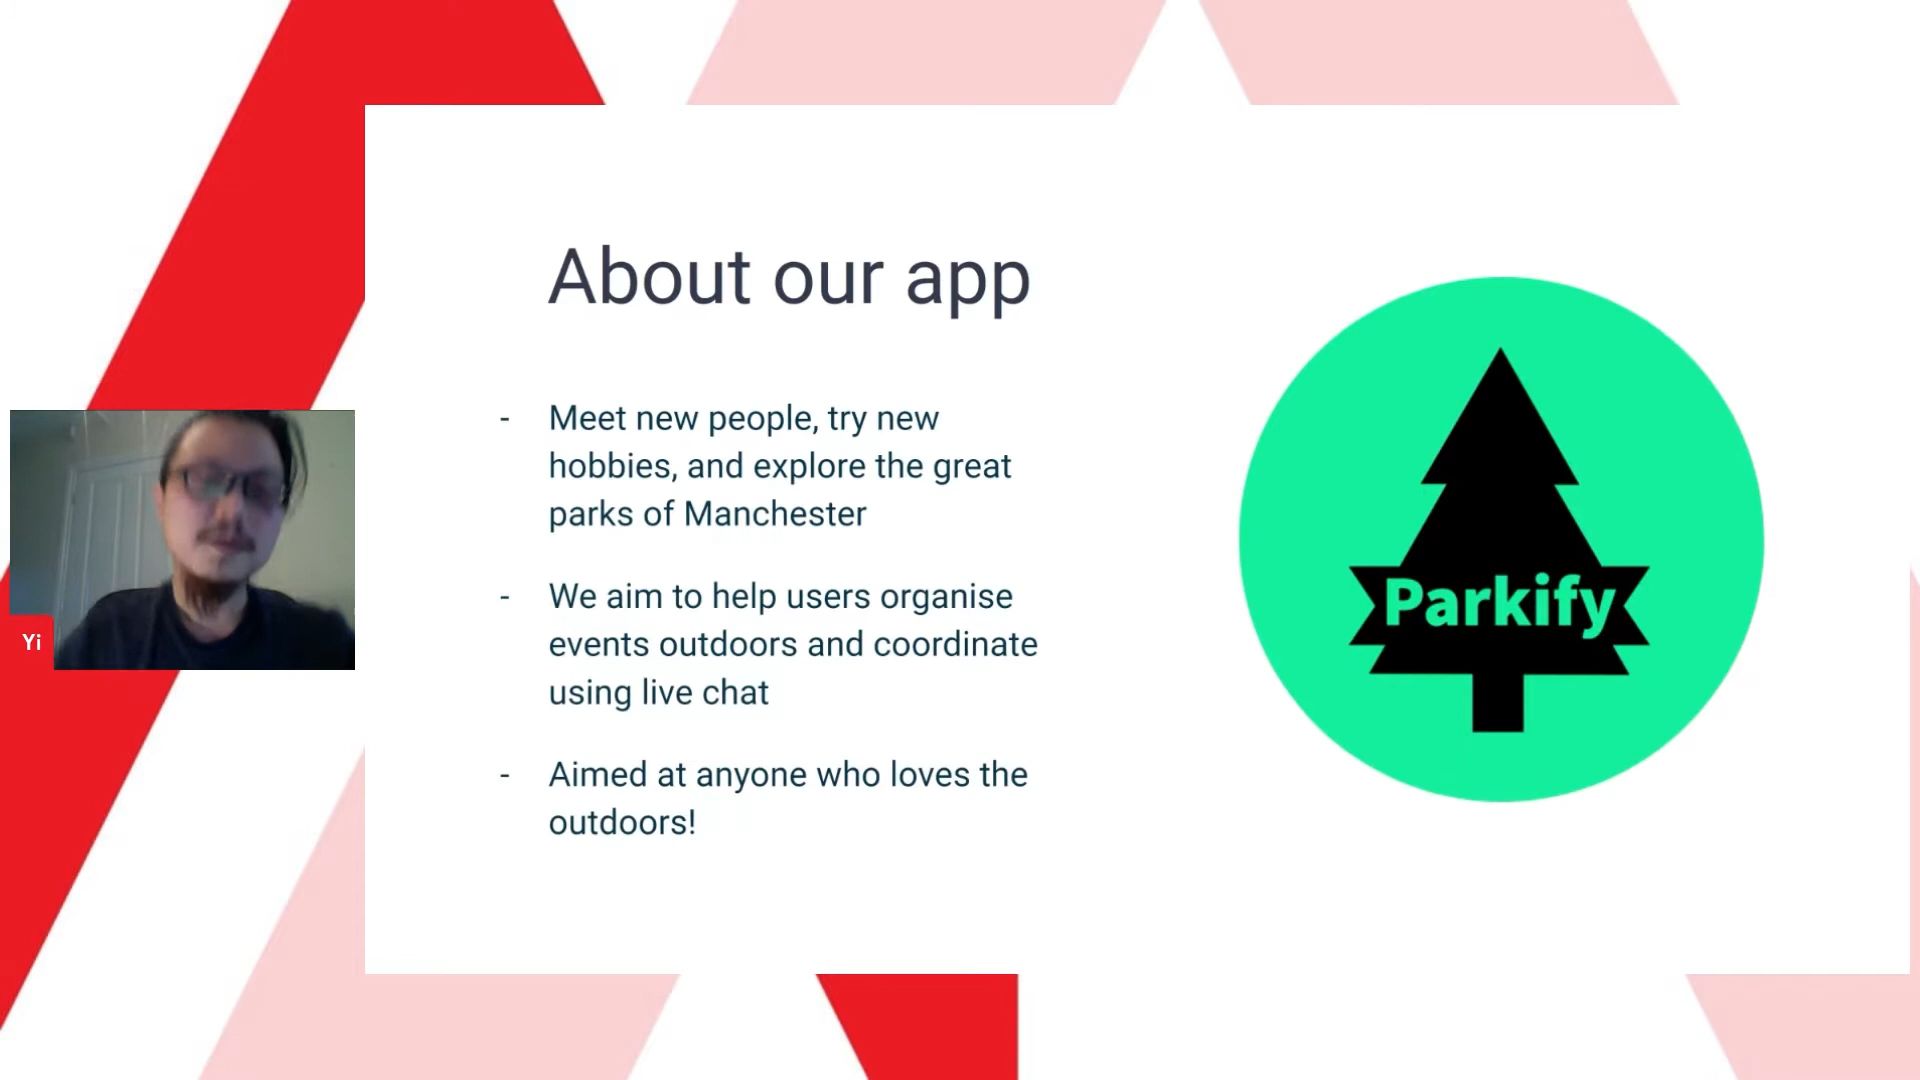 About our app
- Meet new people, try new
hobbies, and explore the great
parks of Manchester
- We aim to help users organise
events outdoors and coordinate
using live chat
- Aimed at anyone who loves the
outdoors!
Parkify
Yi